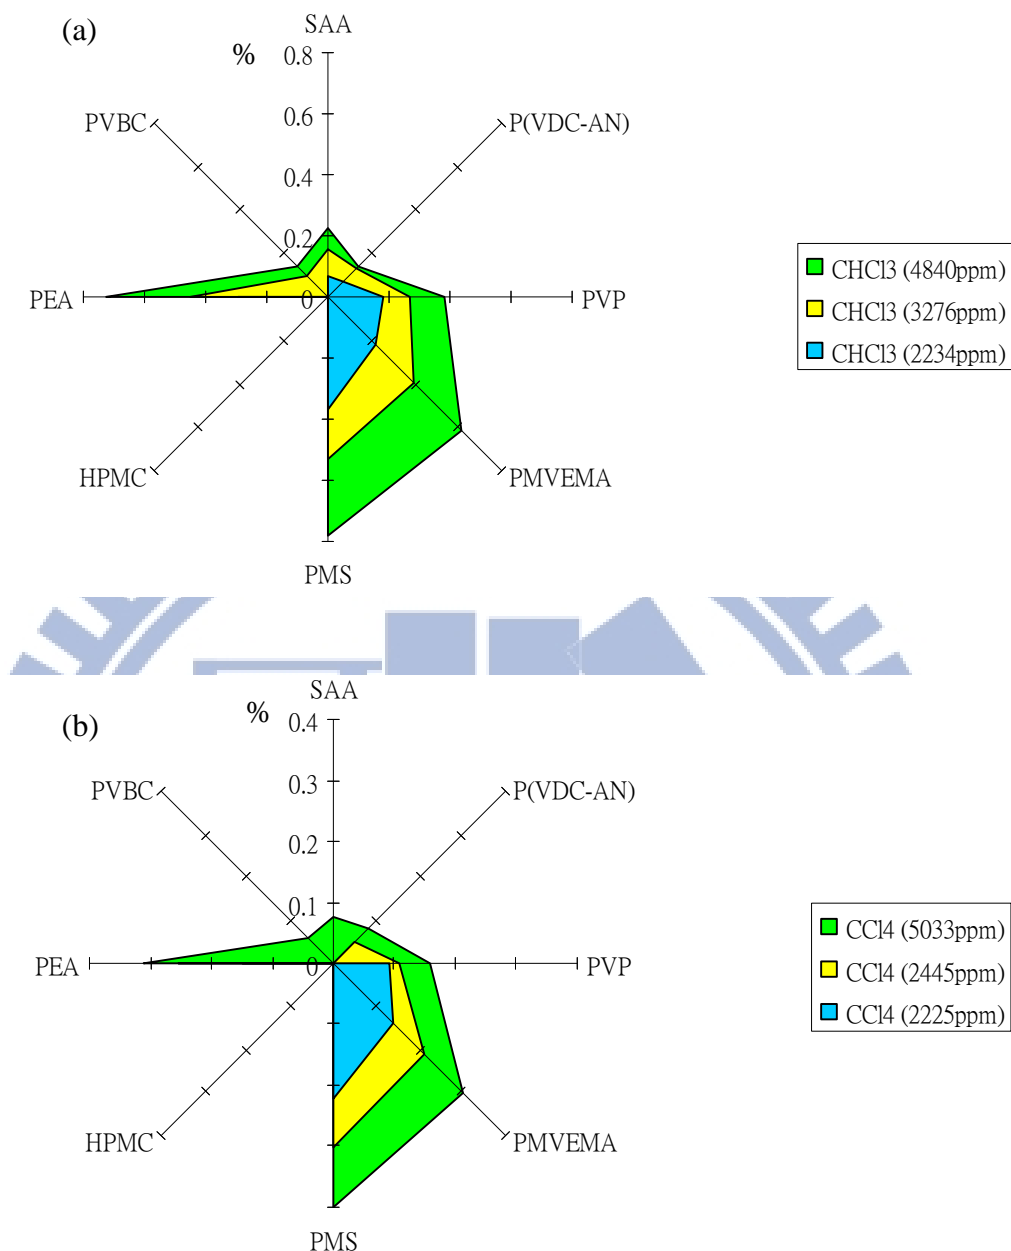 (a)
SAA
%
0.8
0.6
0.4
0.2
0
PVBC
P(VDC-AN)
PEA
PVP
HPMC
PMVEMA
PMS
CHCl3 (4840ppm)
CHCl3 (3276ppm)
CHCl3 (2234ppm)
(b)
SAA
%
0.4
0.3
0.2
0.1
0
PVBC
P(VDC-AN)
PEA
PVP
HPMC
PMVEMA
PMS
CCl4 (5033ppm)
CCl4 (2445ppm)
CCl4 (2225ppm)